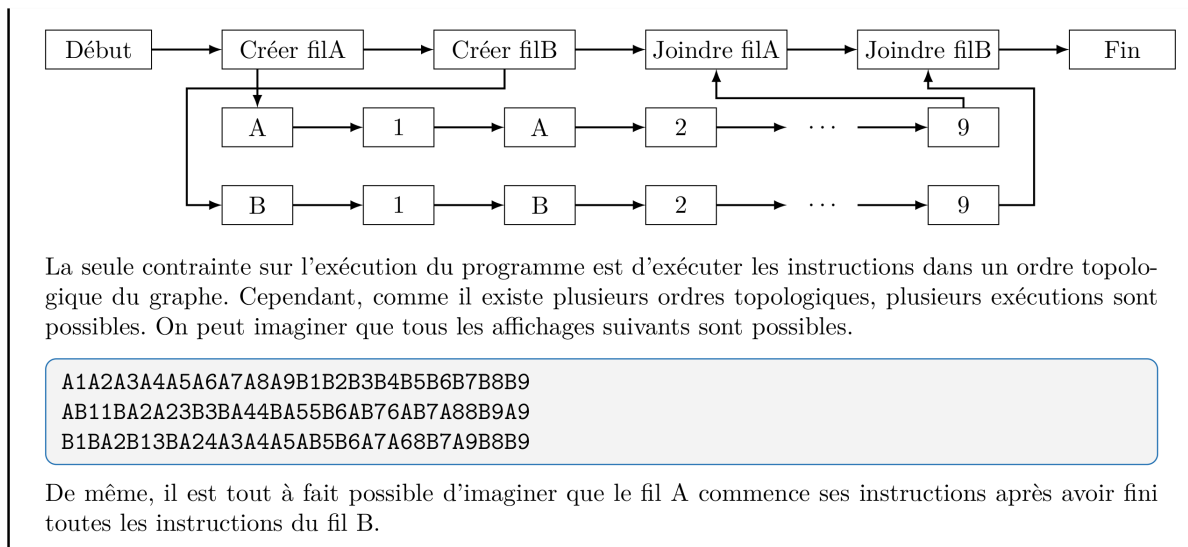 Début Créer filA Créer filB Joindre filA Joindre filB Fin
A 1 A 2 ··· 9
B 1 B 2 ··· 9
La seule contrainte sur l'exécution du programme est d'exécuter les instructions dans un ordre topolo-
gique du graphe. Cependant, comme il existe plusieurs ordres topologiques, plusieurs exécutions sont
possibles. On peut imaginer que tous les affichages suivants sont possibles.
A1A2A3A4A5A6A7A8A9B1B2B3B4B5B6B7B8B9
AB11BA2A23B3BA44BA55B6AB76AB7A88B9A9
B1BA2B13BA24A3A4A5AB5B6A7A68B7A9B8B9
De même, il est tout à fait possible d'imaginer que le fil A commence ses instructions après avoir fini
toutes les instructions du fil B.